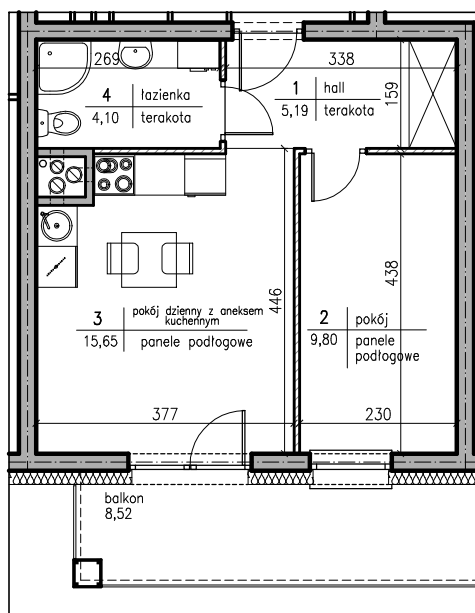 269
338
4 łazienka
4,10 terakota
1 hall
5,19 terakota
159
446
438
3 pokój dzienny z aneksem
kuchennym
15,65 panele podłogowe
2 pokój
9,80 panele
podłogowe
377
230
balkon
8,52